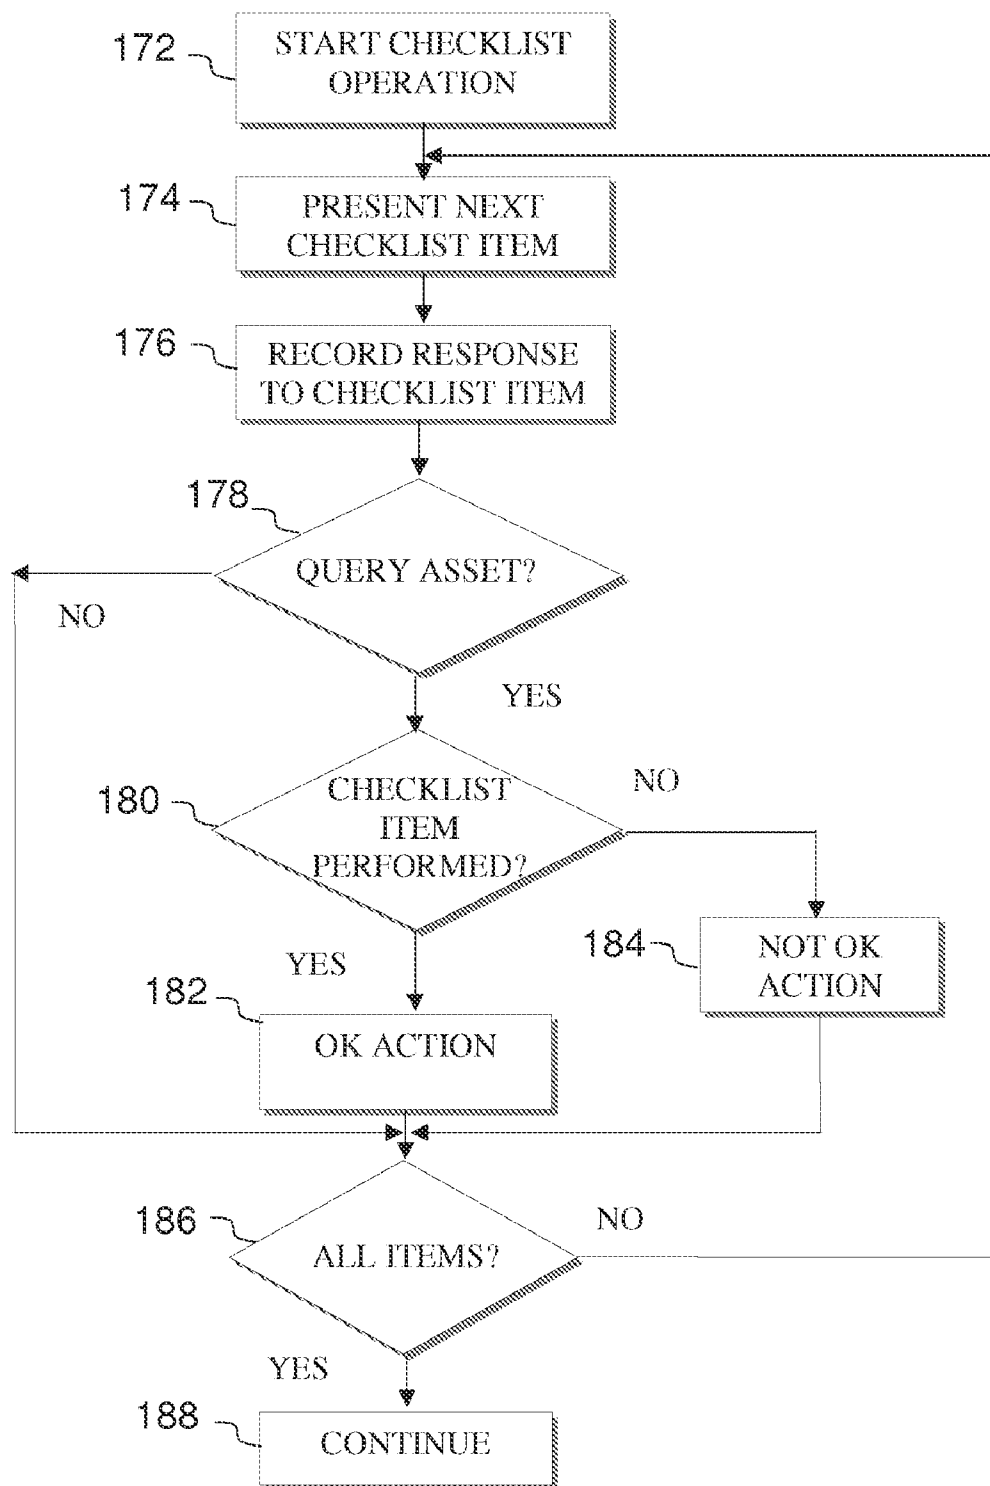 172
START CHECKLIST
OPERATION
174
PRESENT NEXT
CHECKLIST ITEM
176
RECORD RESPONSE
TO CHECKLIST ITEM
178
QUERY ASSET?
NO
YES
180
CHECKLIST
ITEM
PERFORMED?
NO
184
NOT OK
ACTION
YES
182
OK ACTION
186
ALL ITEMS?
NO
YES
188
CONTINUE